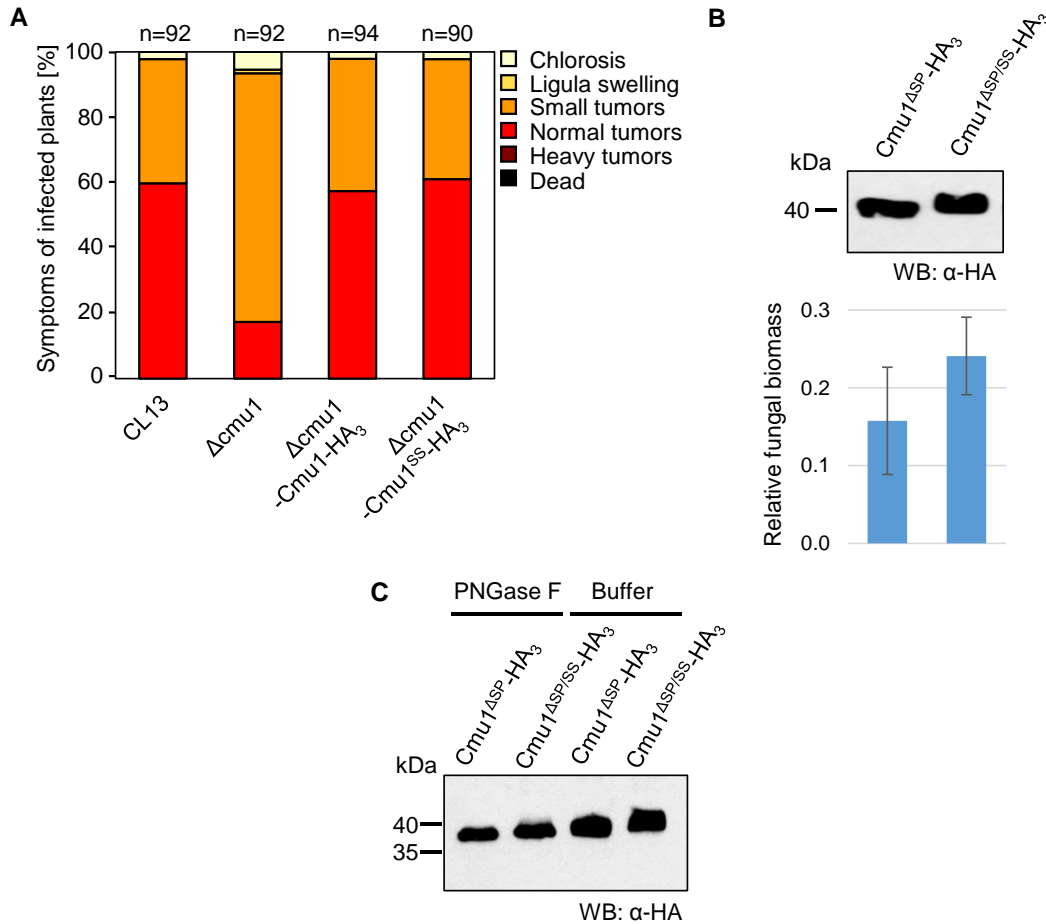 A
n=92 n=92 n=94 n=90
Symptoms of infected plants [%]
100
80
60
40
20
0
Chlorosis
Ligula swelling
Small tumors
Normal tumors
Heavy tumors
Dead
CL13
Δcmu1
Δcmu1
-Cmu1-HA3
Δcmu1
-Cmu1SS-HA3
B
Cmu1ΔSP-HA3
Cmu1ΔSP/SS-HA3
kDa
40
WB: α-HA
Relative fungal biomass
0.3
0.2
0.1
0.0
C
PNGase F Buffer
Cmu1ΔSP-HA3
Cmu1ΔSP/SS-HA3
Cmu1ΔSP-HA3
Cmu1ΔSP/SS-HA3
kDa
40
35
WB: α-HA